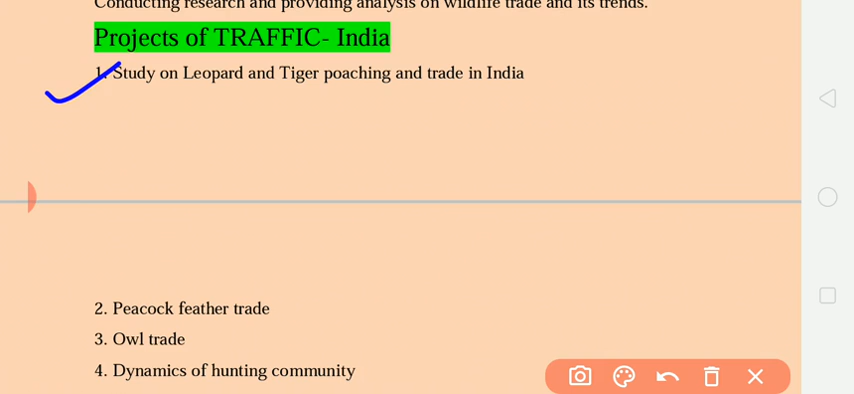 Conducting research and providing analysis on wildlife trade and its trends.
Projects of TRAFFIC- India
1. Study on Leopard and Tiger poaching and trade in India
2. Peacock feather trade
3. Owl trade
4. Dynamics of hunting community